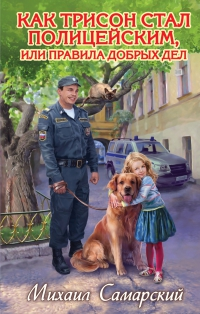 КАК ТРИСОН СТАЛ
ПОЛИЦЕЙСКИМ,
ИЛИ ПРАВИЛА ДОБРЫХ ДЕЛ
Михаил Самарский